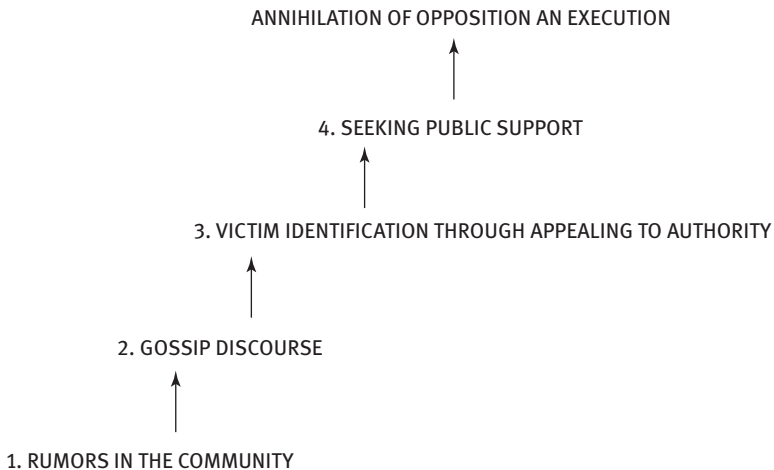 ANNIHILATION OF OPPOSITION AN EXECUTION
4. SEEKING PUBLIC SUPPORT
3. VICTIM IDENTIFICATION THROUGH APPEALING TO AUTHORITY
2. GOSSIP DISCOURSE
1. RUMORS IN THE COMMUNITY